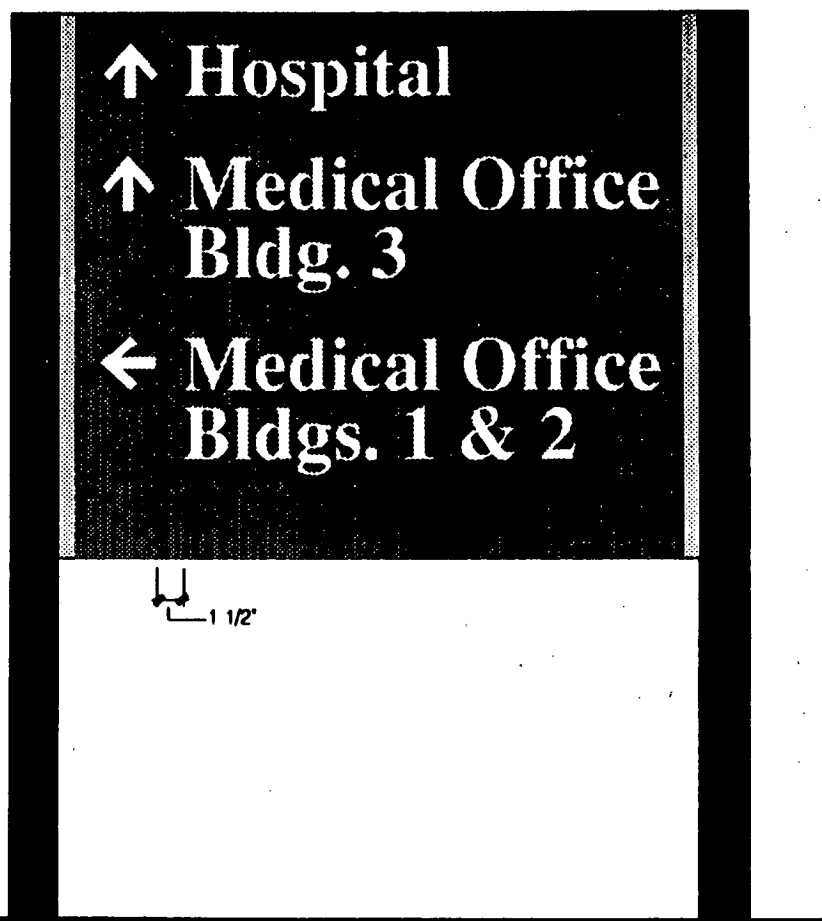 ↑ Hospital
↑ Medical Office
Bldg. 3
← Medical Office
Bldgs. 1 & 2
1 1/2"